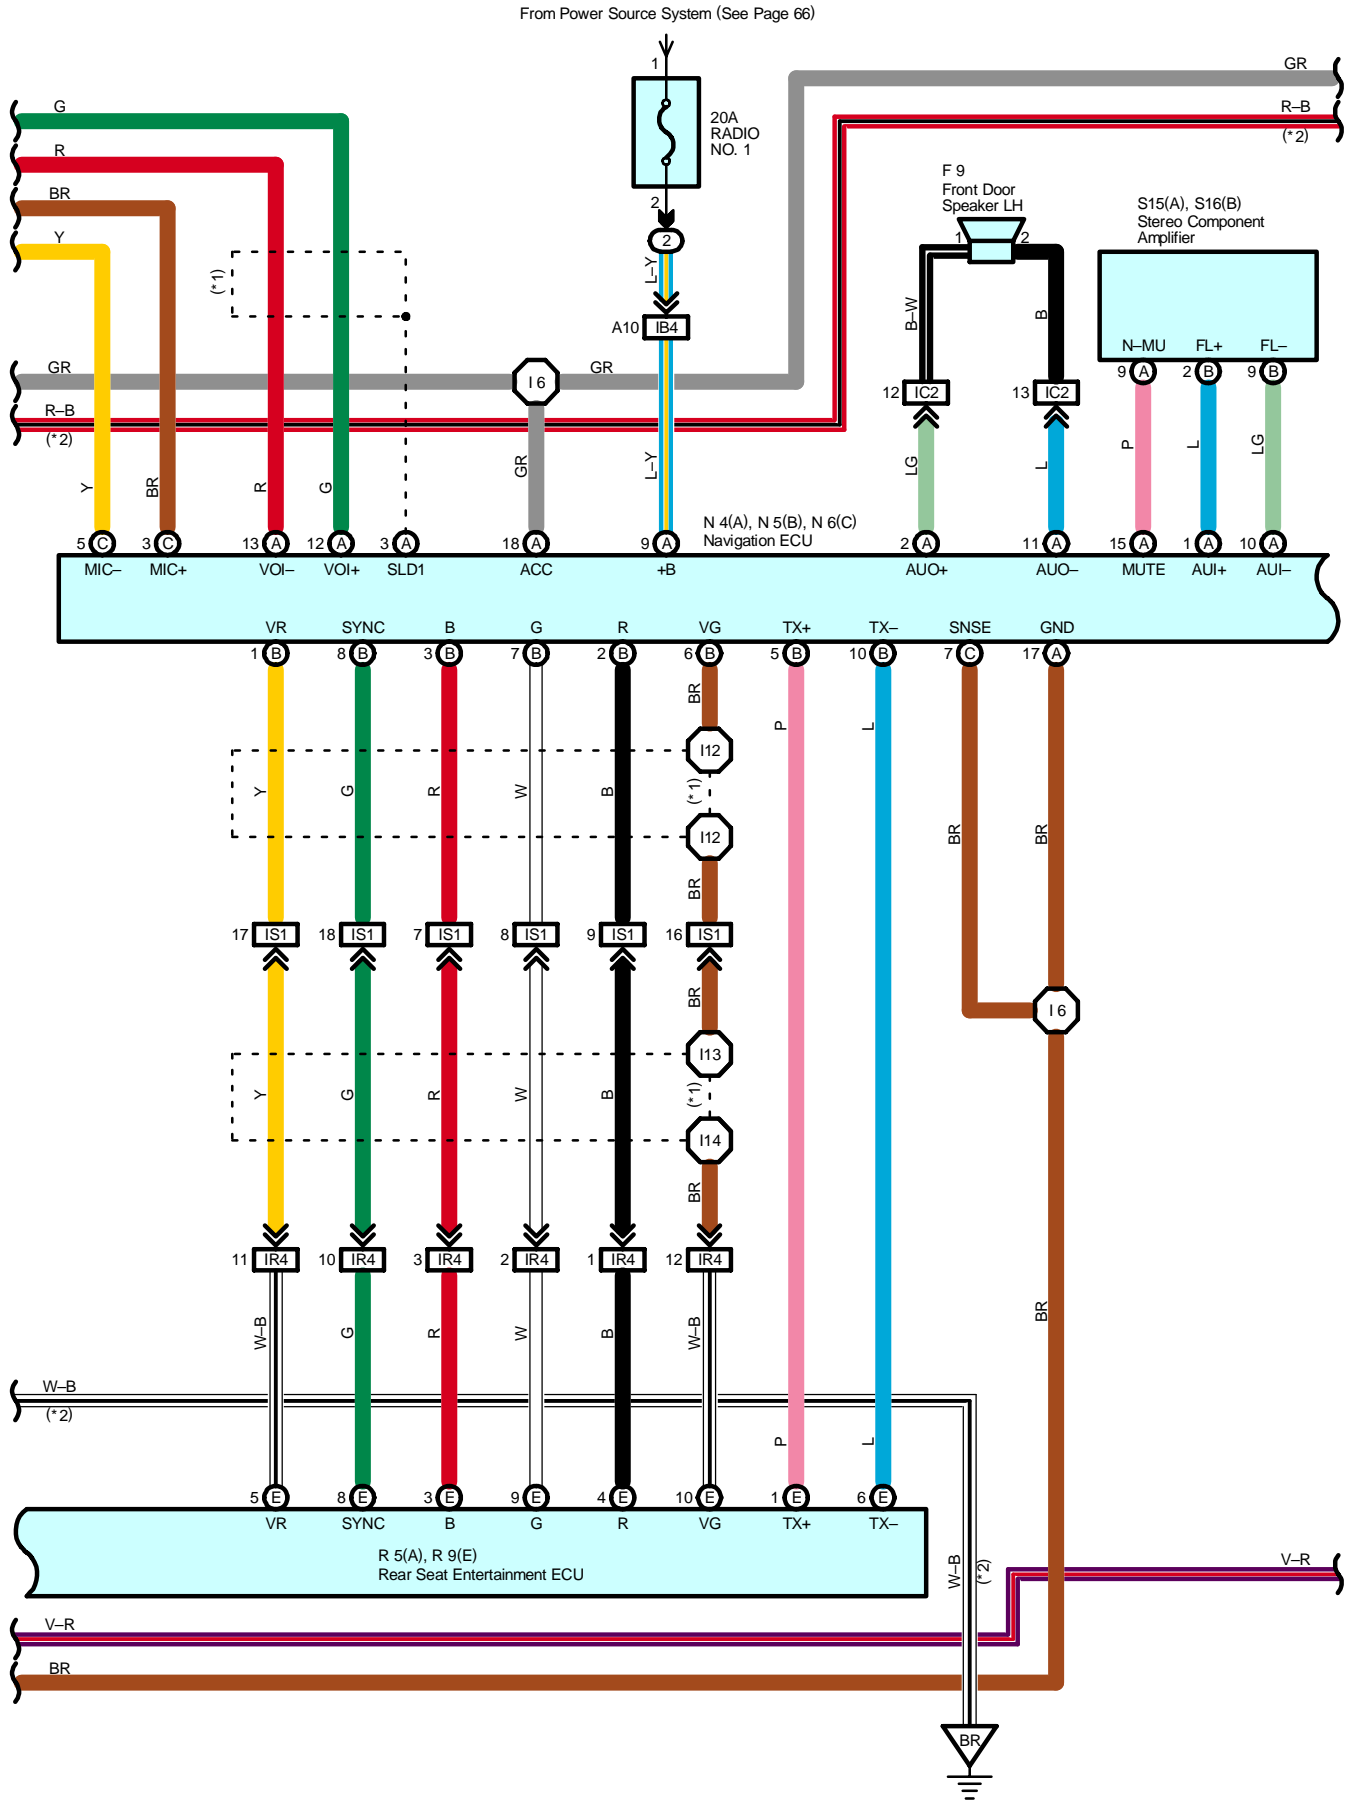 From Power Source System (See Page 66)
1
GR
G
R–B
(*2)
20A
RADIO
NO. 1
R
F 9
Front Door
Speaker LH
BR
2
S15(A), S16(B)
Stereo Component
Amplifier
Y
2
1
2
(*1)
L–Y
B–W
B
A10 IB4
N–MU FL+ FL–
GR
I 6
GR
9 A 2 B 9 B
12 IC2 13 IC2
R–B
(*2)
Y
BR
R
G
GR
L–Y
LG
L
P
L
LG
N 4(A), N 5(B), N 6(C)
Navigation ECU
5 C 3 C 13 A 12 A 3 A 18 A 9 A 2 A 11 A 15 A 1 A 10 A
MIC– MIC+ VOI– VOI+ SLD1 ACC +B AUO+ AUO– MUTE AUI+ AUI–
VR SYNC B G R VG TX+ TX– SNSE GND
1 B 8 B 3 B 7 B 2 B 6 B 5 B 10 B 7 C 17 A
BR
P
L
I12
Y
G
R
W
B
(*1)
I12
BR
BR
BR
17 IS1 18 IS1 7 IS1 8 IS1 9 IS1 16 IS1
BR
I 6
I13
Y
G
R
W
B
(*1)
I14
BR
11 IR4 10 IR4 3 IR4 2 IR4 1 IR4 12 IR4
BR
W–B
G
R
W
B
W–B
W–B
(*2)
P
L
5 E 8 E 3 E 9 E 4 E 10 E 1 E 6 E
VR SYNC B G R VG TX+ TX–
R 5(A), R 9(E)
Rear Seat Entertainment ECU
W–B
(*2)
V–R
V–R
BR
BR